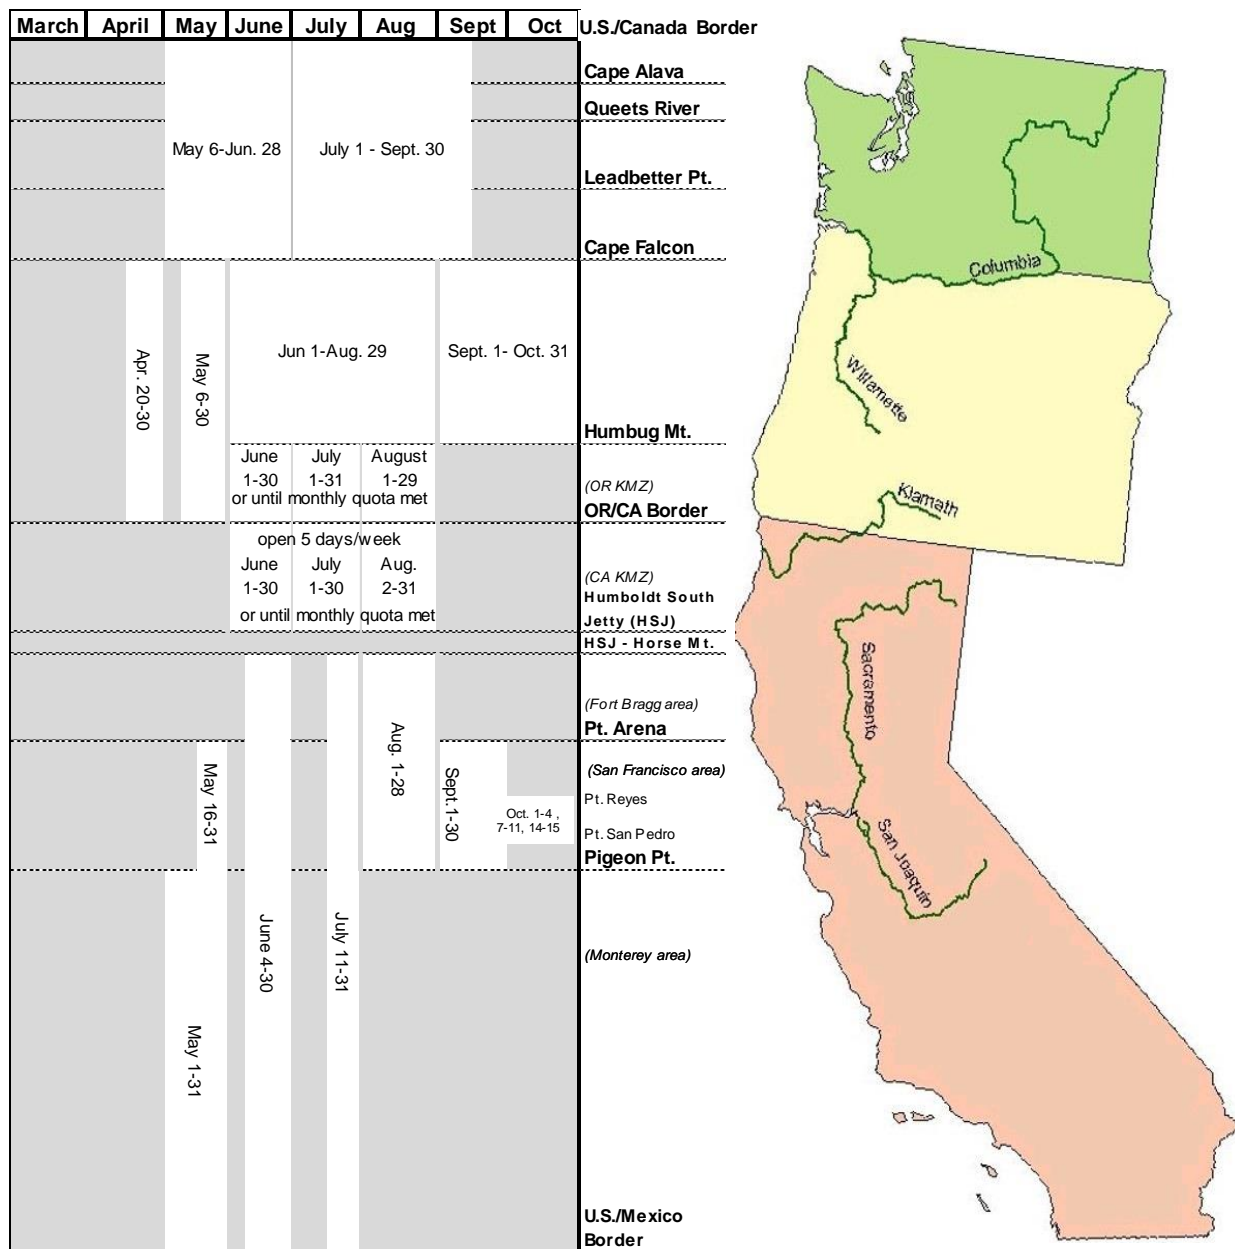 March April May June July Aug Sept Oct
U.S./Canada Border
Cape Alava
Queets River
May 6-Jun. 28
July 1 - Sept. 30
Leadbetter Pt.
Cape Falcon
Apr. 20-30
May 6-30
Jun 1-Aug. 29
Sept. 1- Oct. 31
Humbug Mt.
June July August
1-30 1-31 1-29
or until monthly quota met
(OR KMZ)
OR/CA Border
open 5 days/week
June July Aug.
1-30 1-30 2-31
or until monthly quota met
(CA KMZ)
Humboldt South
Jetty (HSJ)
HSJ - Horse Mt.
(Fort Bragg area)
Pt. Arena
Aug. 1-28
May 16-31
Sept.1-30
Oct. 1-4 ,
7-11, 14-15
(San Francisco area)
Pt. Reyes
Pt. San Pedro
Pigeon Pt.
June 4-30
July 11-31
(Monterey area)
May 1-31
U.S./Mexico
Border
Columbia
Willamette
Klamath
Sacramento
San Joaquin